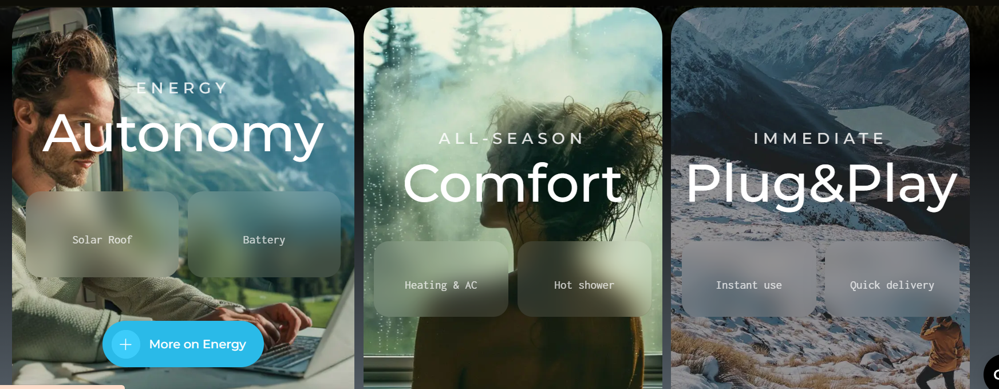 ENERGY
Autonomy
Solar Roof
Battery
More on Energy
ALL-SEASON
Comfort
Heating & AC
Hot shower
IMMEDIATE
Plug&Play
Instant use
Quick delivery